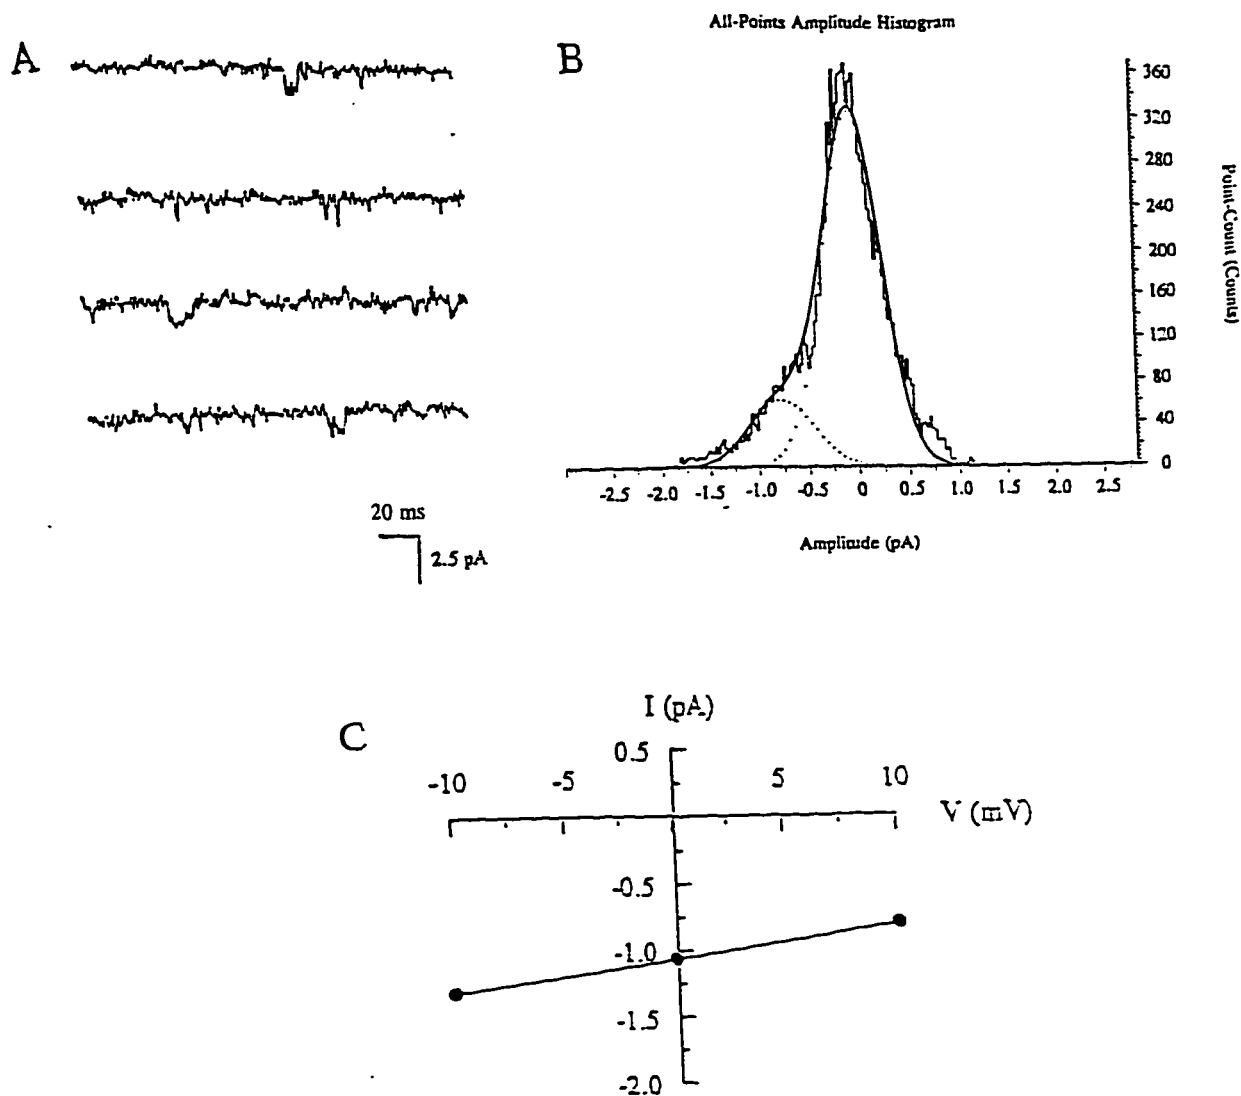 A
B
All-Points Amplitude Histogram
360
320
280
240
200
160
120
80
40
0
Point-Count (Counts)
-2.5 -2.0 -1.5 -1.0 -0.5 0 0.5 1.0 1.5 2.0 2.5
Amplitude (pA)
20 ms
2.5 pA
C
I (pA)
0.5
-10 -5 5 10
V (mV)
-0.5
-1.0
-1.5
-2.0